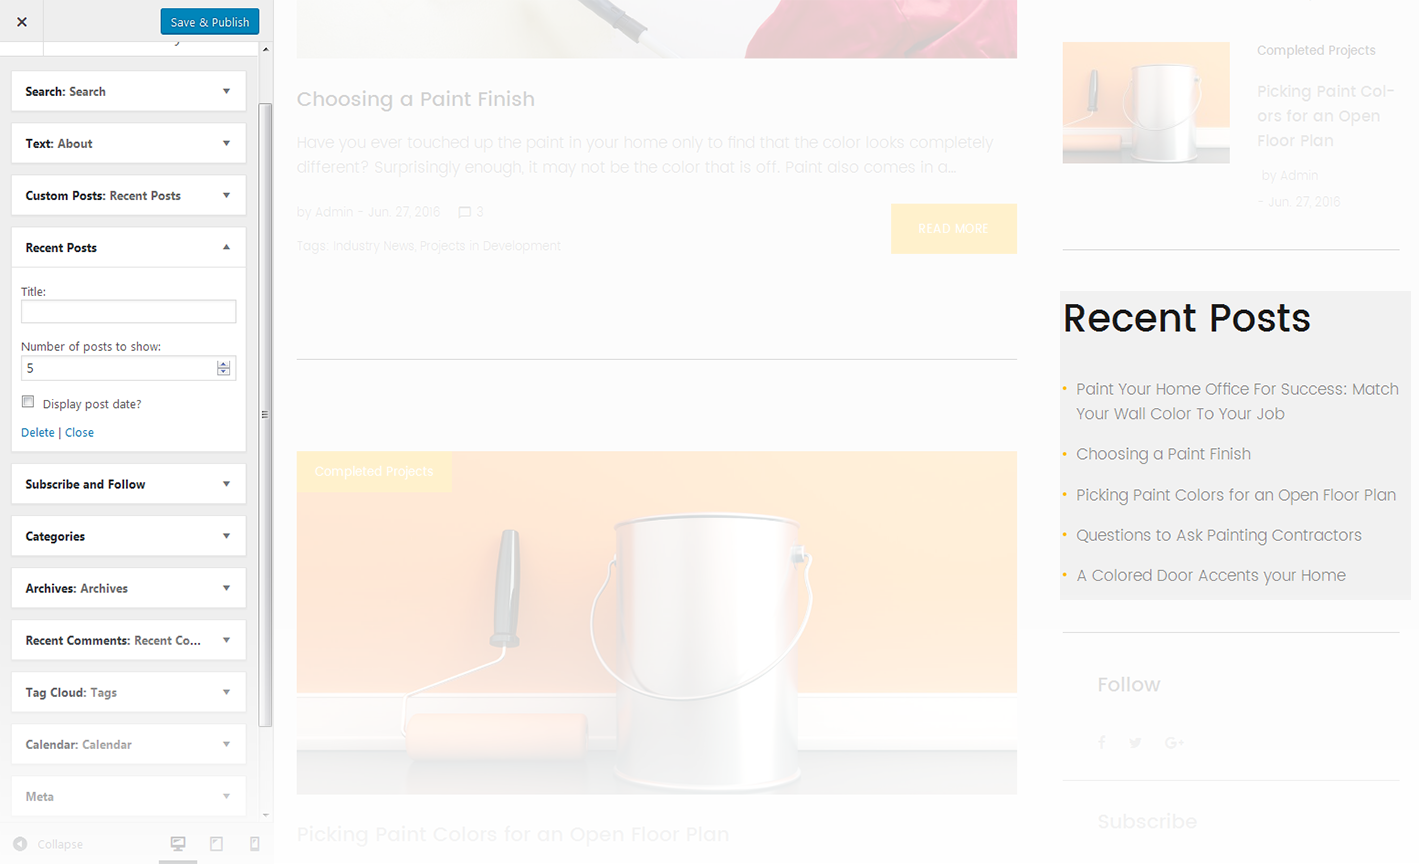 Save & Publish
Search: Search
Text: About
Custom Posts: Recent Posts
Recent Posts
Title:
Number of posts to show:
5
Display post date?
Delete | Close
Subscribe and Follow
Categories
Archives: Archives
Recent Comments: Recent Co...
Tag Cloud: Tags
Calendar: Calendar
Meta
Collapse
Choosing a Paint Finish
Have you ever touched up the paint in your home only to find that the color looks completely
different? Surprisingly enough, it may not be the color that is off. Paint also comes in a...
by Admin - Jun. 27, 2016 3
Tags: Industry News, Projects in Development
READ MORE
Completed Projects
Picking Paint Colors for an Open Floor Plan
Completed Projects
Picking Paint Col-
ors for an Open
Floor Plan
by Admin
- Jun. 27, 2016
Recent Posts
• Paint Your Home Office For Success: Match
Your Wall Color To Your Job
• Choosing a Paint Finish
• Picking Paint Colors for an Open Floor Plan
• Questions to Ask Painting Contractors
• A Colored Door Accents your Home
Follow
Subscribe